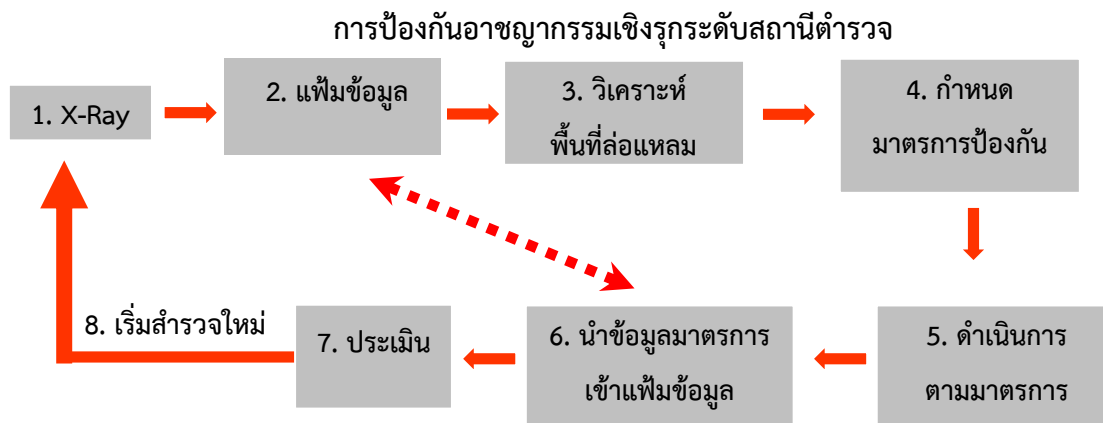 การป้องกันอาชญากรรมเชิงรุกระดับสถานีตำรวจ
1. X-Ray
2. แฟ้มข้อมูล
3. วิเคราะห์
พื้นที่ล่อแหลม
4. กำหนด
มาตรการป้องกัน
5. ดำเนินการ
ตามมาตรการ
6. นำข้อมูลมาตรการ
เข้าแฟ้มข้อมูล
7. ประเมิน
8. เริ่มสำรวจใหม่